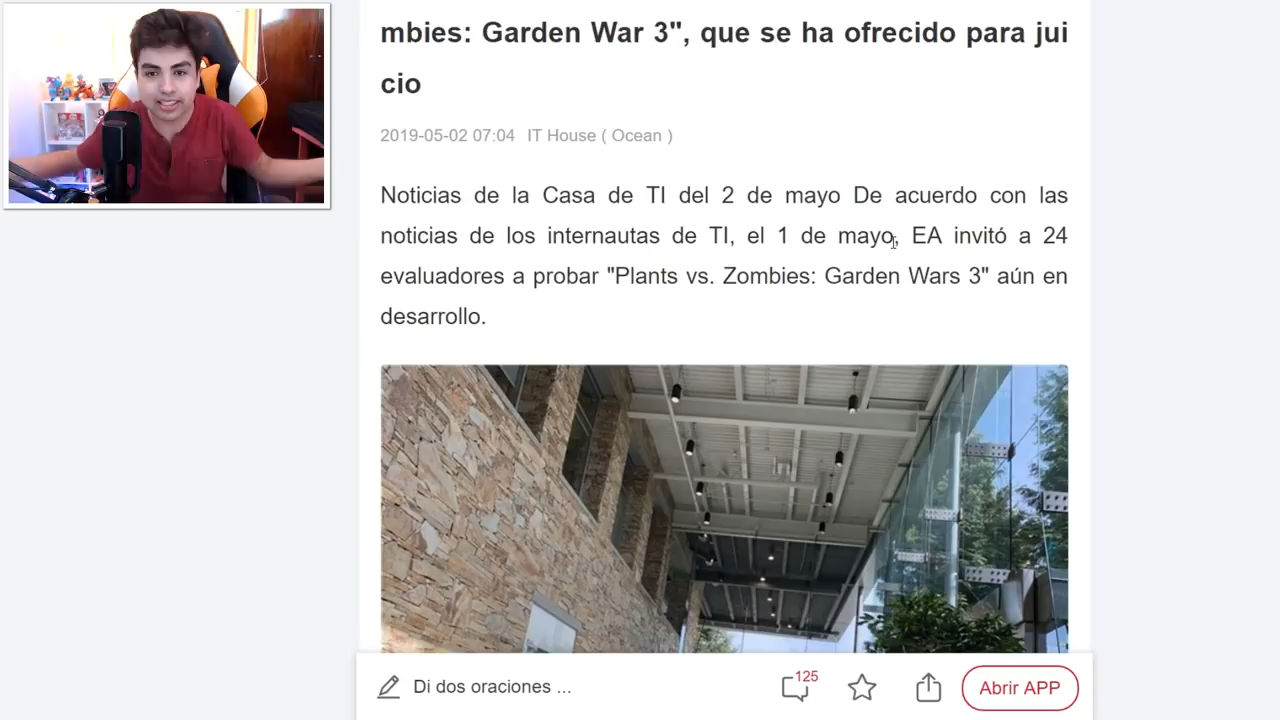 mbies: Garden War 3", que se ha ofrecido para jui
cio
2019-05-02 07:04 IT House ( Ocean )
Noticias de la Casa de TI del 2 de mayo De acuerdo con las
noticias de los internautas de TI, el 1 de mayo, EA invitó a 24
evaluadores a probar "Plants vs. Zombies: Garden Wars 3" aún en
desarrollo.
Di dos oraciones ...
125
Abrir APP